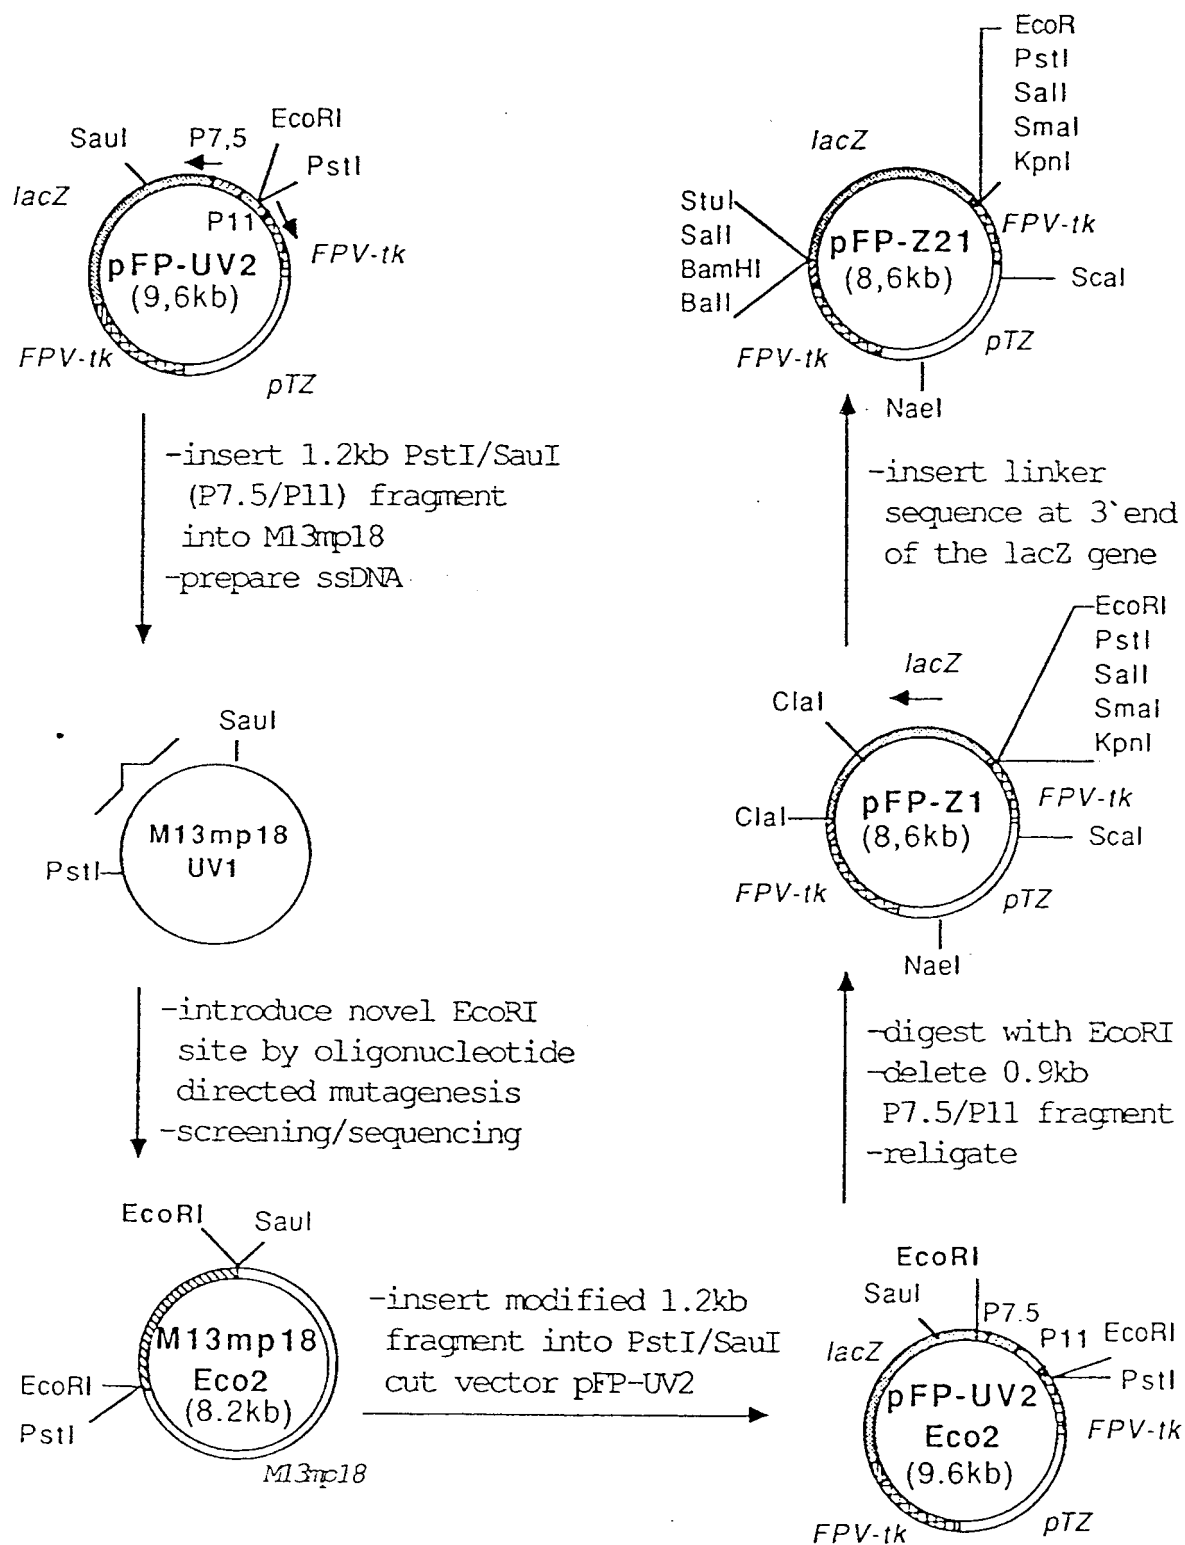 SauI
P7,5
EcoRI
PstI
lacZ
P11
pFP-UV2
(9,6kb)
FPV-tk
FPV-tk
pTZ
-insert 1.2kb PstI/SauI
(P7.5/P11) fragment
into M13mp18
-prepare ssDNA
SauI
M13mp18
UV1
PstI
-introduce novel EcoRI
site by oligonucleotide
directed mutagenesis
-screening/sequencing
EcoRI
SauI
M13mp18
Eco2
(8.2kb)
EcoRI
PstI
M13mp18
-insert modified 1.2kb
fragment into PstI/SauI
cut vector pFP-UV2
EcoRI
SauI
P7.5
P11
EcoRI
PstI
lacZ
pFP-UV2
Eco2
(9.6kb)
FPV-tk
FPV-tk
pTZ
-digest with EcoRI
-delete 0.9kb
P7.5/P11 fragment
-religate
lacZ
EcoRI
PstI
SalI
SmaI
KpnI
ClaI
ClaI
pFP-Z1
(8,6kb)
FPV-tk
ScaI
FPV-tk
pTZ
NaeI
-insert linker
sequence at 3`end
of the lacZ gene
EcoR
PstI
SalI
SmaI
KpnI
lacZ
StuI
SalI
BamHI
BalI
pFP-Z21
(8,6kb)
FPV-tk
ScaI
FPV-tk
pTZ
NaeI